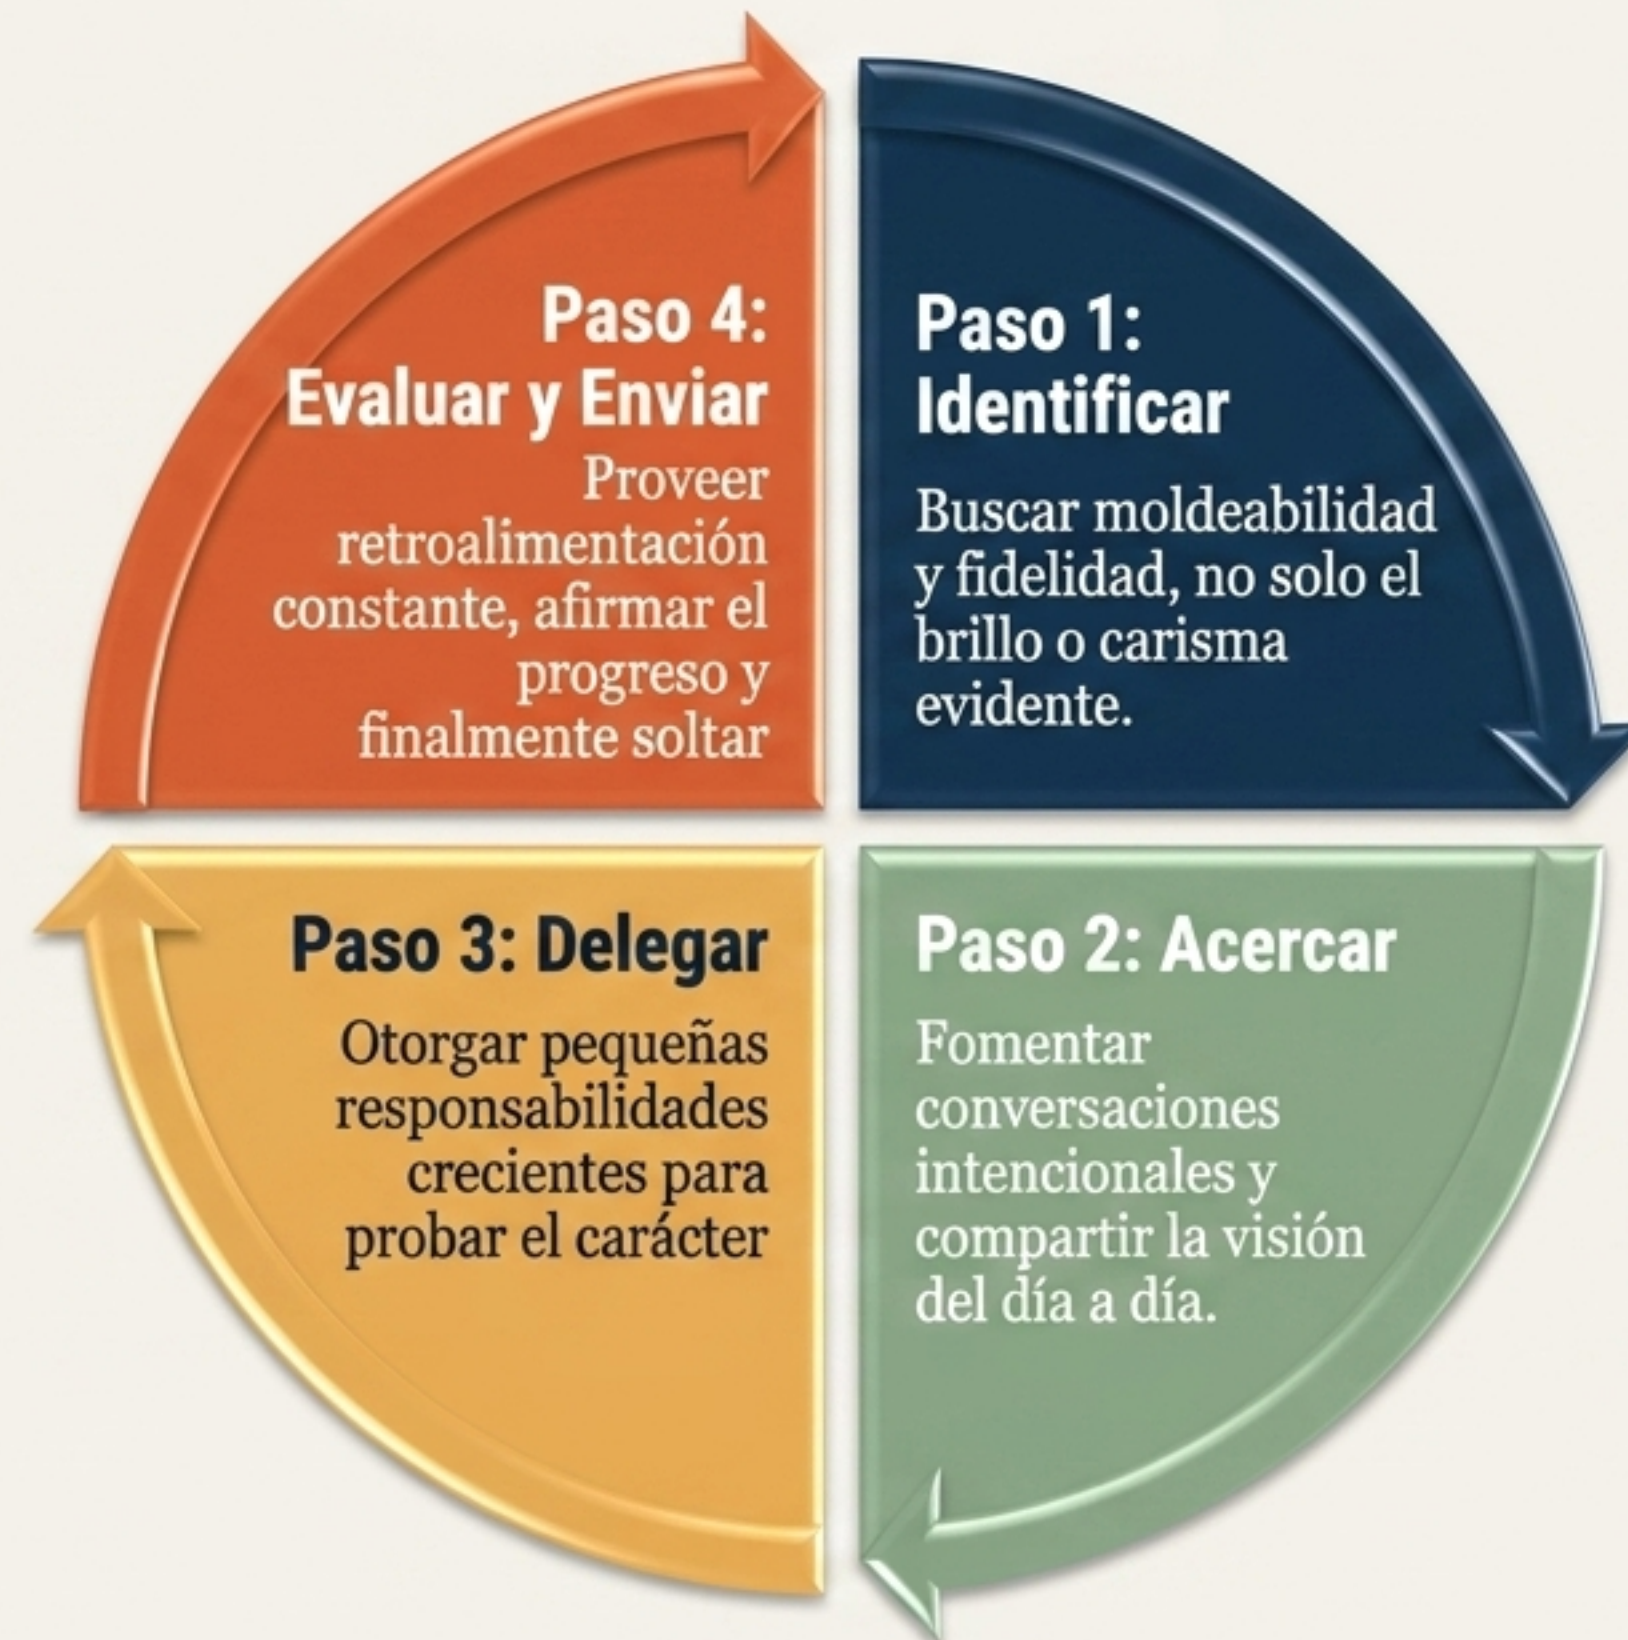 Paso 1:
Identificar
Buscar moldeabilidad
y fidelidad, no solo el
brillo o carisma
evidente.
Paso 2: Acercar
Fomentar
conversaciones
intencionales y
compartir la visión
del día a día.
Paso 3: Delegar
Otorgar pequeñas
responsabilidades
crecientes para
probar el carácter
Paso 4:
Evaluar y Enviar
Proveer
retroalimentación
constante, afirmar el
progreso y
finalmente soltar